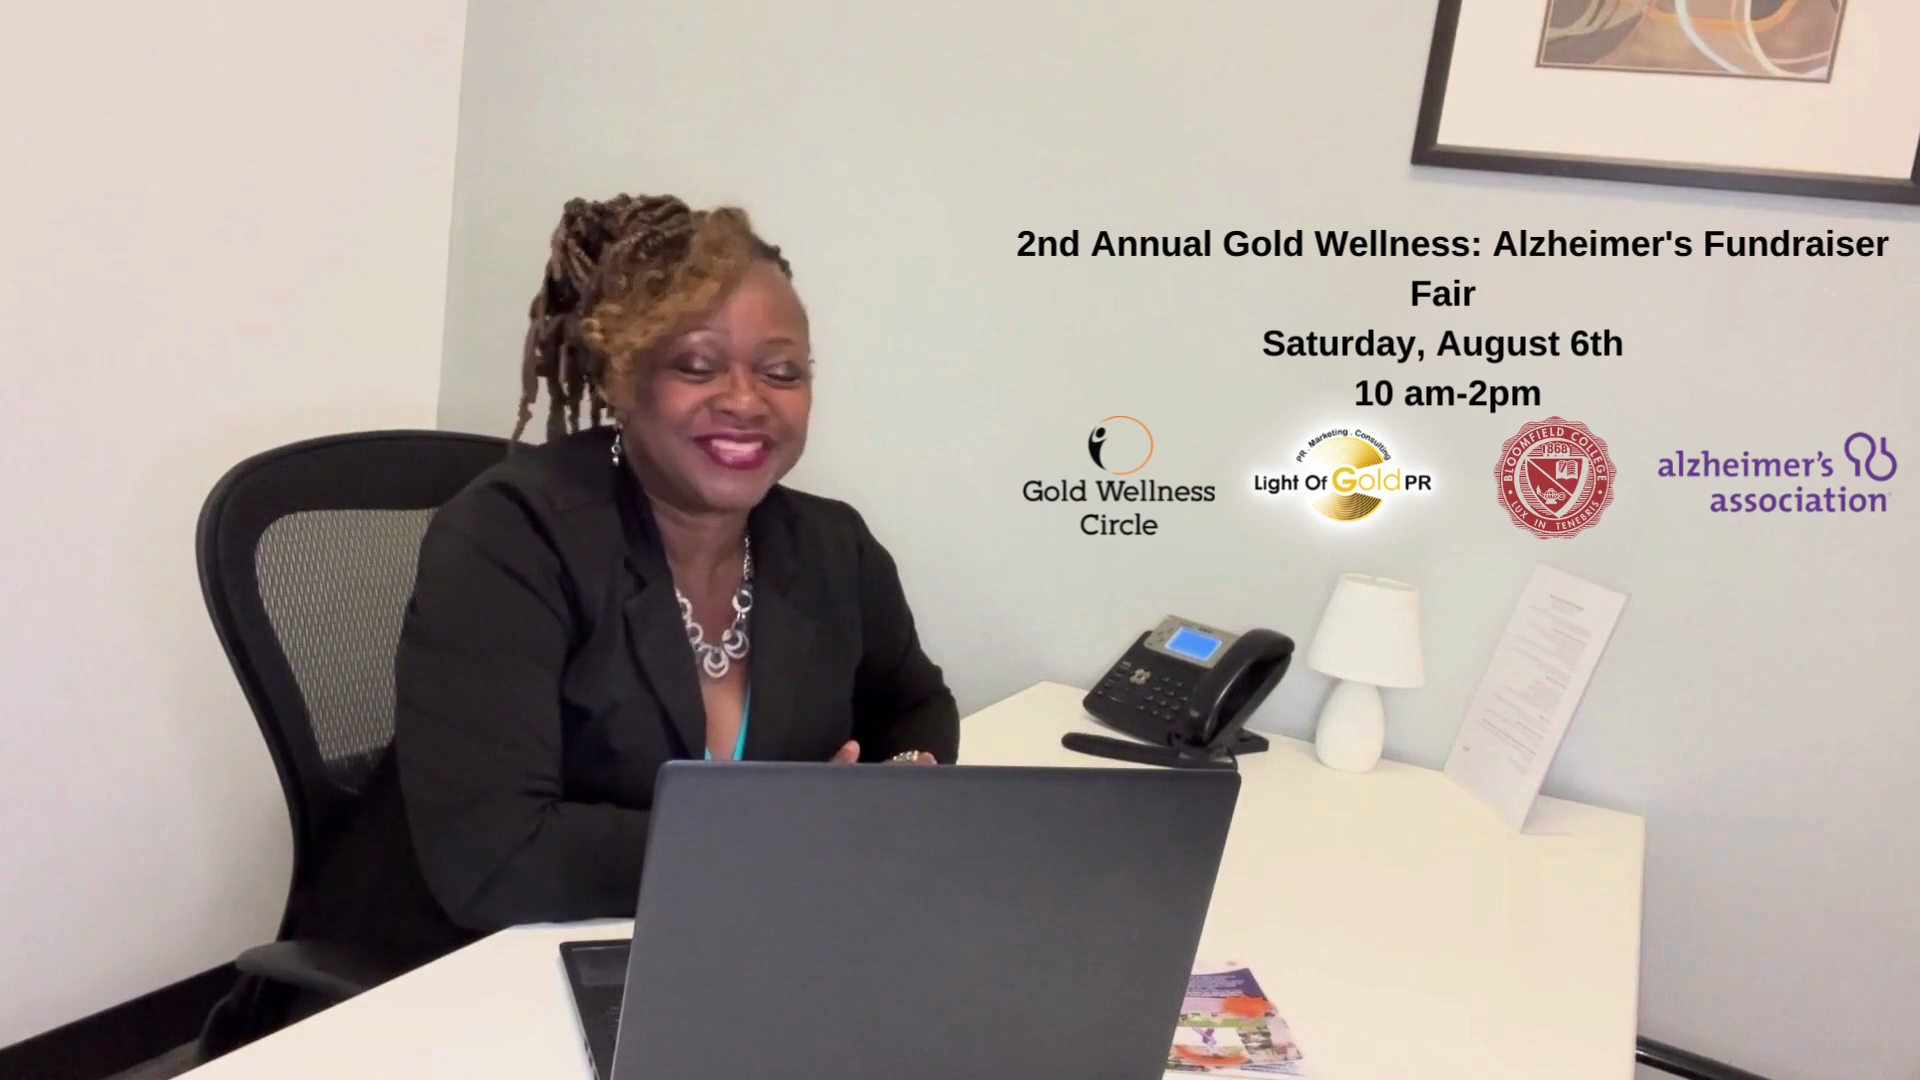 2nd Annual Gold Wellness: Alzheimer's Fundraiser
Fair
Saturday, August 6th
10 am-2pm
Gold Wellness
Circle
PR . Marketing . Consulting
Light Of Gold PR
BLOOMFIELD COLLEGE
1868
LUX IN TENEBRIS
alzheimer's
association